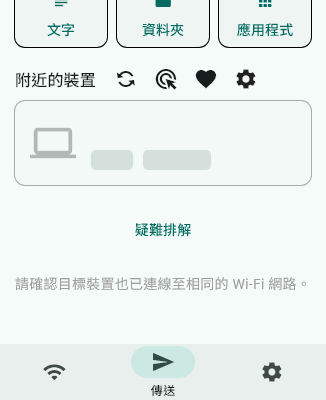 文字
資料夾
應用程式
附近的裝置
疑難排解
請確認目標裝置也已連線至相同的 Wi-Fi 網路。
傳送